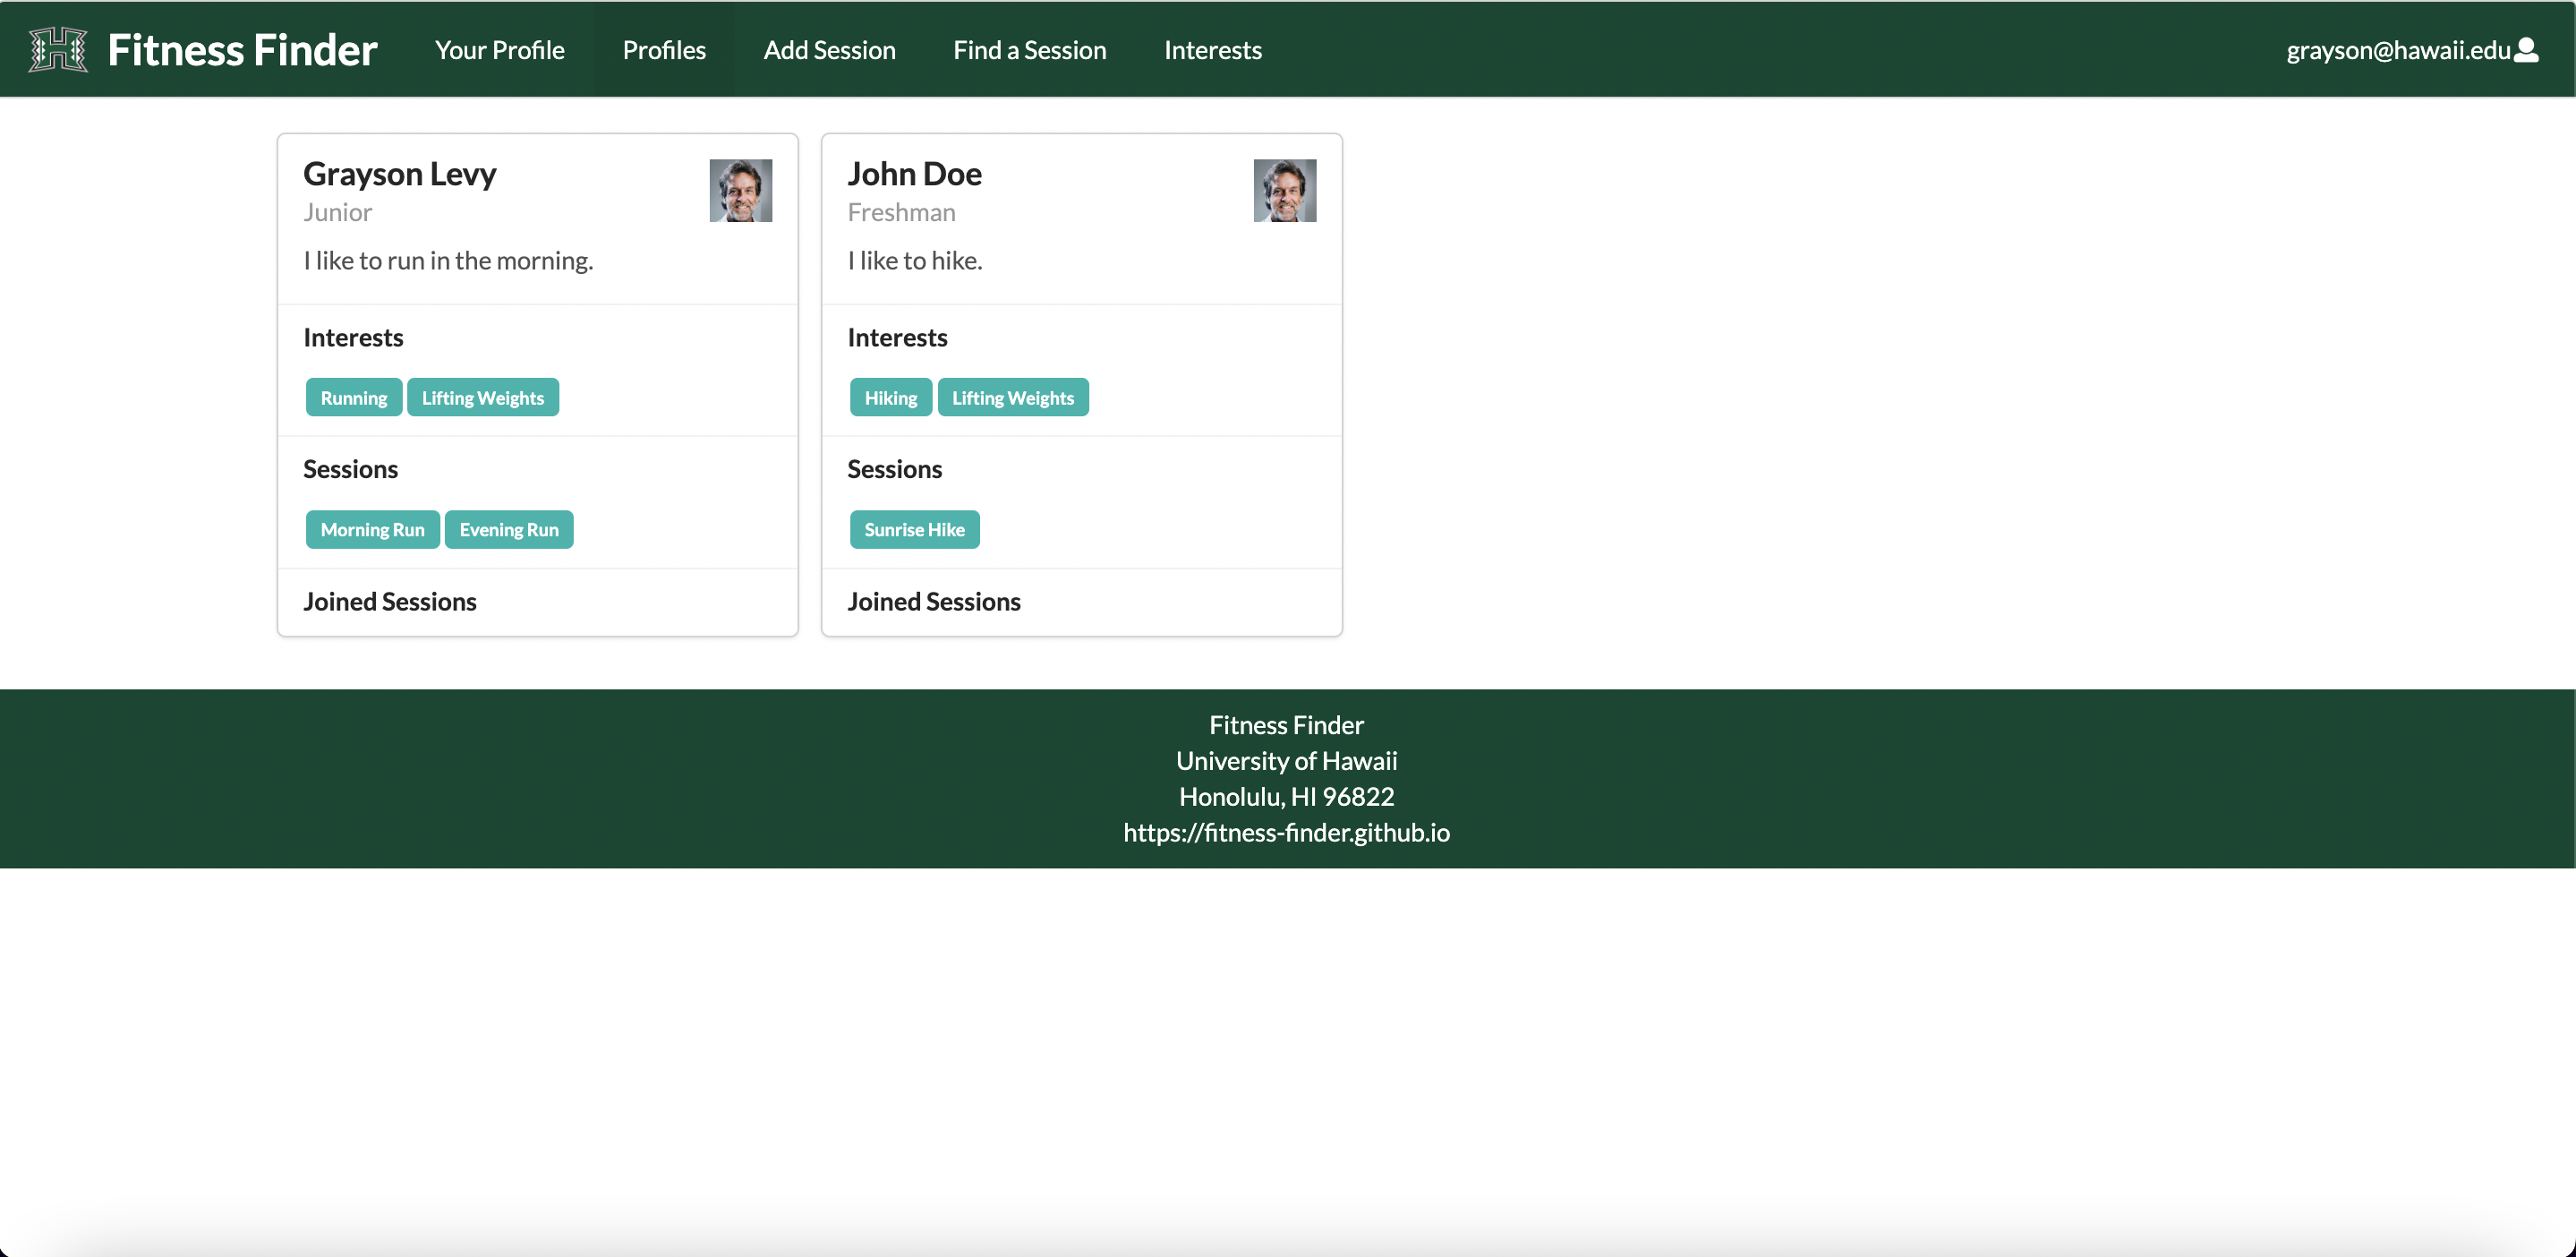 H Fitness Finder Your Profile Profiles Add Session Find a Session Interests grayson@hawaii.edu
Grayson Levy
Junior
I like to run in the morning.
Interests
Running Lifting Weights
Sessions
Morning Run Evening Run
Joined Sessions
John Doe
Freshman
I like to hike.
Interests
Hiking Lifting Weights
Sessions
Sunrise Hike
Joined Sessions
Fitness Finder
University of Hawaii
Honolulu, HI 96822
https://fitness-finder.github.io